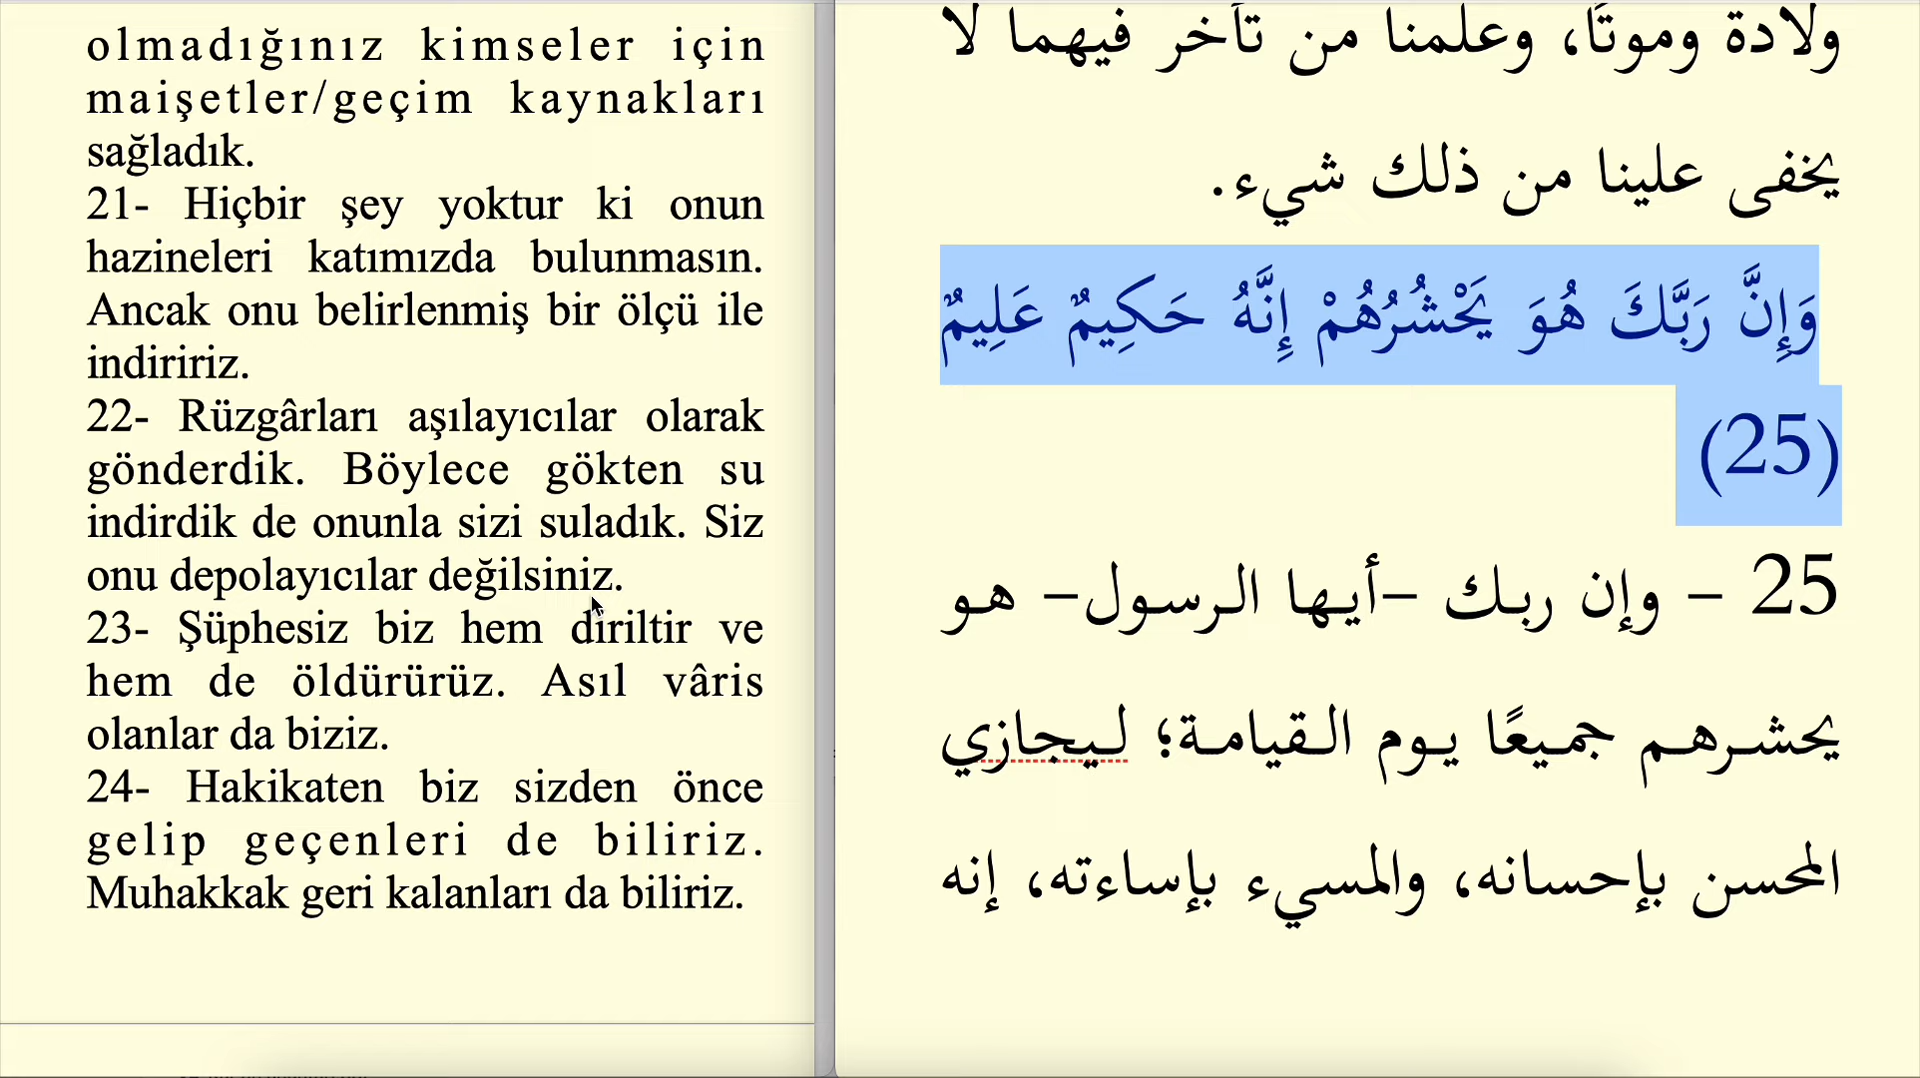 olmadığınız kimseler için
maişetler/geçim kaynakları
sağladık.
21- Hiçbir şey yoktur ki onun
hazineleri katımızda bulunmasın.
Ancak onu belirlenmiş bir ölçü ile
indiririz.
22- Rüzgârları aşılayıcılar olarak
gönderdik. Böylece gökten su
indirdik de onunla sizi suladık. Siz
onu depolayıcılar değilsiniz.
23- Şüphesiz biz hem diriltir ve
hem de öldürürüz. Asıl vâris
olanlar da biziz.
24- Hakikaten biz sizden önce
gelip geçenleri de biliriz.
Muhakkak geri kalanları da biliriz.
ولادة وموتًا، وعلمنا من تأخر فيهما لا
يخفى علينا من ذلك شيء.
وَإِنَّ رَبَّكَ هُوَ يَحْشُرُهُمْ إِنَّهُ حَكِيمٌ عَلِيمٌ
(25)
25 – وإن ربك –أيها الرسول– هو
يحشرهم جميعًا يوم القيامة؛ ليجازي
المحسن بإحسانه، والمسيء بإساءته، إنه